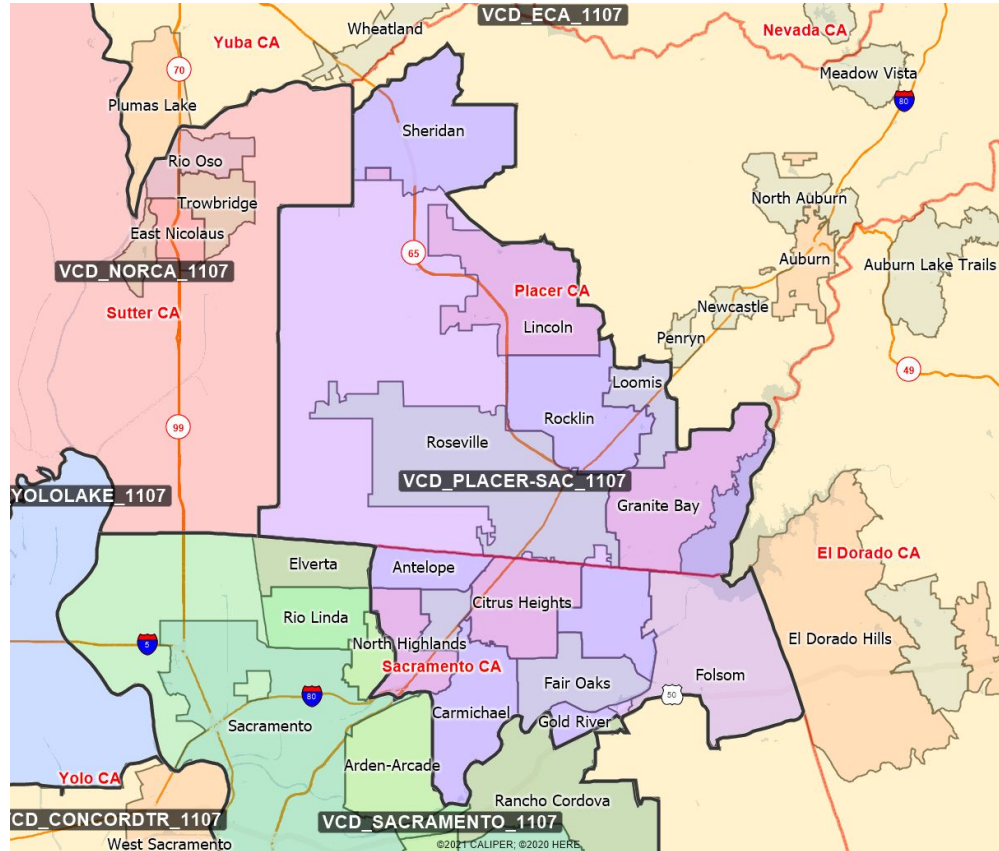 VCD_ECA_1107
Wheatland
Yuba CA
Nevada CA
70
Meadow Vista
80
Plumas Lake
Sheridan
Rio Oso
Trowbridge
North Auburn
East Nicolaus
65
Auburn
Auburn Lake Trails
VCD_NORCA_1107
Placer CA
Newcastle
Sutter CA
Lincoln
Penryn
49
Loomis
Rocklin
99
Roseville
VCD_PLACER-SAC_1107
YOLOLAKE_1107
Granite Bay
El Dorado CA
Elverta
Antelope
Citrus Heights
Rio Linda
5
North Highlands
El Dorado Hills
Sacramento CA
Folsom
Fair Oaks
80
50
Carmichael
Gold River
Sacramento
Arden-Arcade
Yolo CA
Rancho Cordova
CD_CONCORDTR_1107
VCD_SACRAMENTO_1107
West Sacramento
©2021 CALIPER; ©2020 HERE